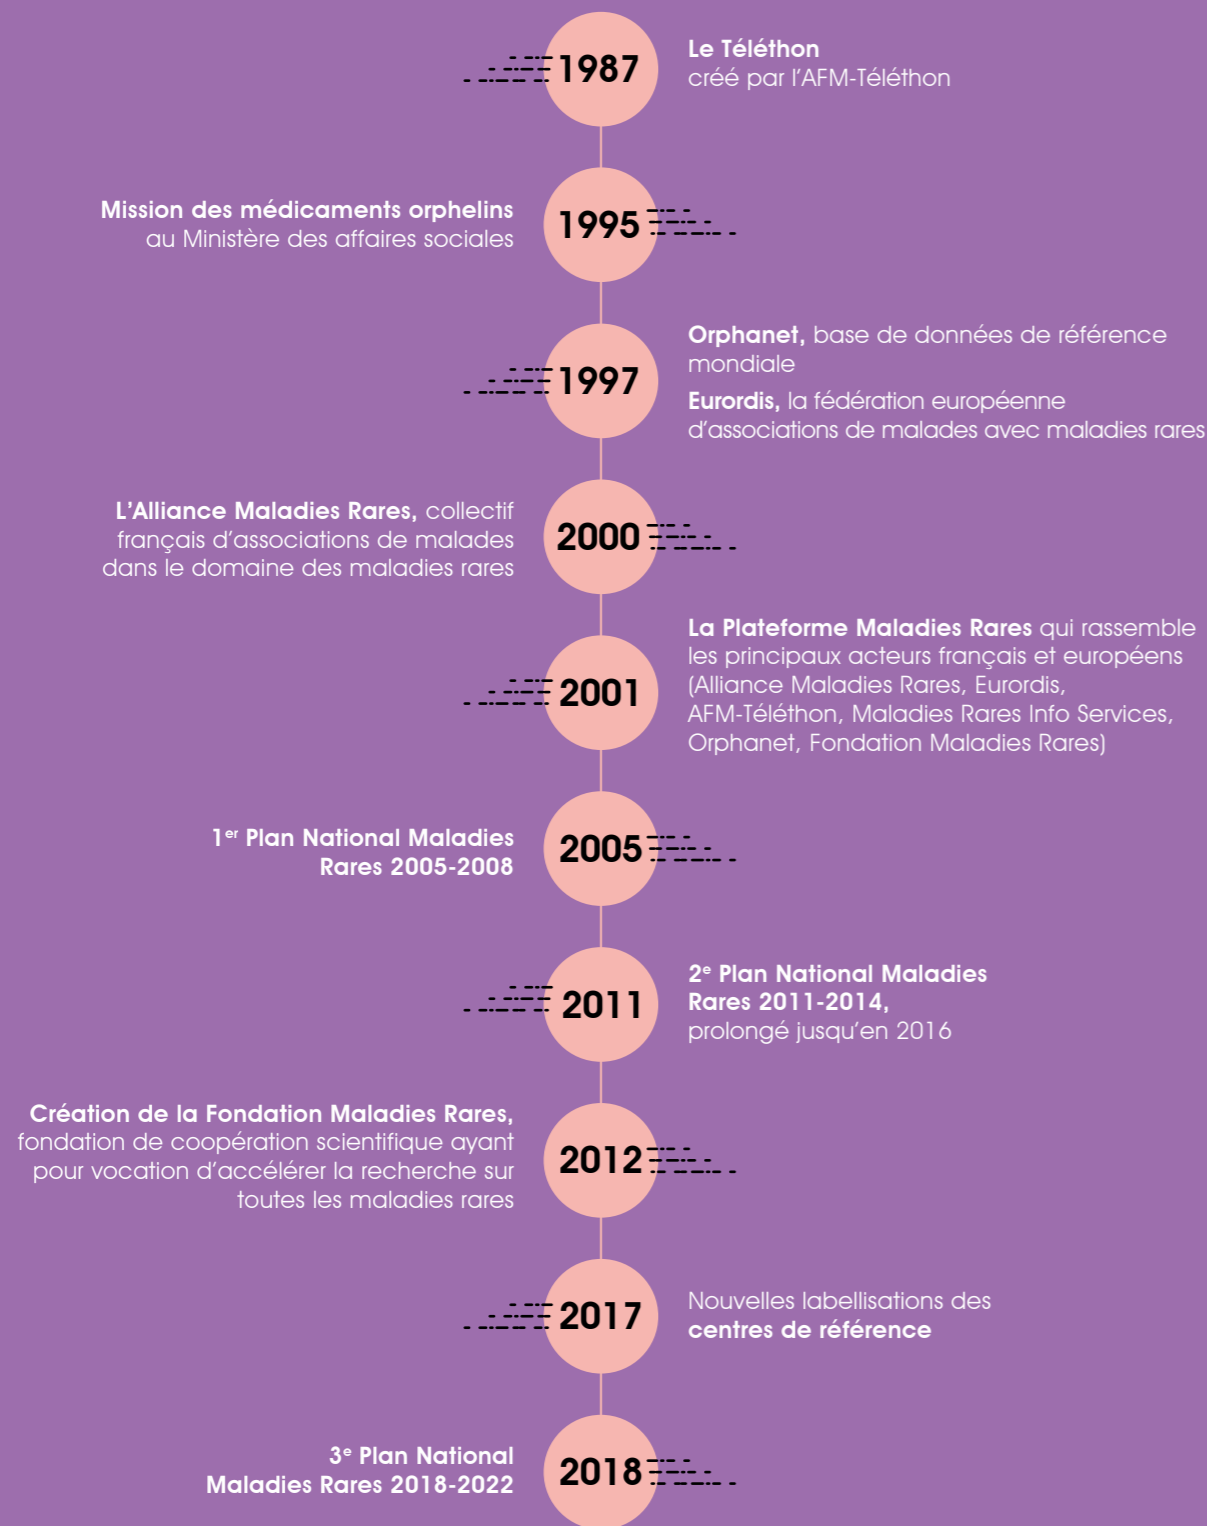 1987
Le Téléthon
créé par l'AFM-Téléthon
Mission des médicaments orphelins
au Ministère des affaires sociales
1995
1997
Orphanet, base de données de référence
mondiale
Eurordis, la fédération européenne
d'associations de malades avec maladies rares
L'Alliance Maladies Rares, collectif
français d'associations de malades
dans le domaine des maladies rares
2000
2001
La Plateforme Maladies Rares qui rassemble
les principaux acteurs français et européens
(Alliance Maladies Rares, Eurordis,
AFM-Téléthon, Maladies Rares Info Services,
Orphanet, Fondation Maladies Rares)
1er Plan National Maladies
Rares 2005-2008
2005
2011
2e Plan National Maladies
Rares 2011-2014,
prolongé jusqu'en 2016
Création de la Fondation Maladies Rares,
fondation de coopération scientifique ayant
pour vocation d'accélérer la recherche sur
toutes les maladies rares
2012
2017
Nouvelles labellisations des
centres de référence
3e Plan National
Maladies Rares 2018-2022
2018